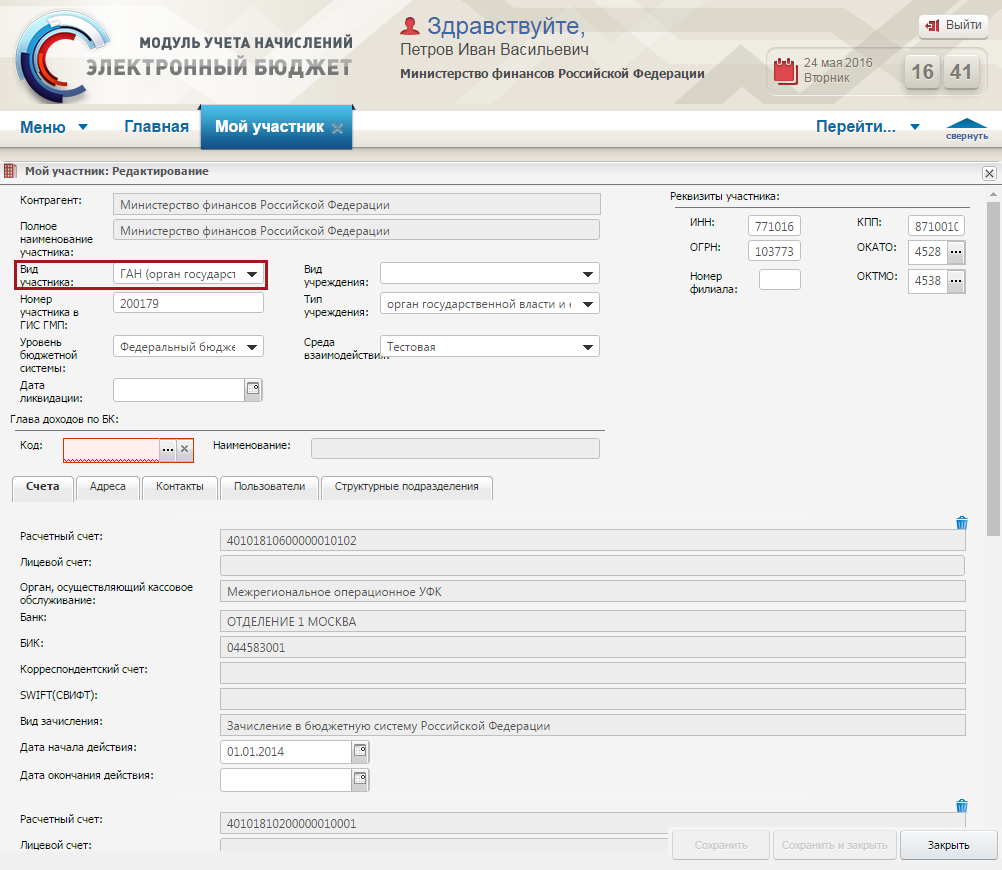 МОДУЛЬ УЧЕТА НАЧИСЛЕНИЙ
ЭЛЕКТРОННЫЙ БЮДЖЕТ
Здравствуйте,
Петров Иван Васильевич
Министерство финансов Российской Федерации
Выйти
24 мая 2016
Вторник
16 41
Меню
Главная
Мой участник
Перейти...
свернуть
Мой участник: Редактирование
Контрагент: Министерство финансов Российской Федерации
Полное наименование участника: Министерство финансов Российской Федерации
Вид участника: ГАН (орган государст
Вид учреждения:
Номер участника в ГИС ГМП: 200179
Тип учреждения: орган государственной власти и
Уровень бюджетной системы: Федеральный бюдже
Среда взаимодействия: Тестовая
Дата ликвидации:
Реквизиты участника:
ИНН: 771016
КПП: 871001
ОГРН: 103773
ОКАТО: 4528 ...
Номер филиала:
ОКТМО: 4538 ...
Глава доходов по БК:
Код: ...
Наименование:
Счета
Адреса
Контакты
Пользователи
Структурные подразделения
Расчетный счет: 40101810600000010102
Лицевой счет:
Орган, осуществляющий кассовое обслуживание: Межрегиональное операционное УФК
Банк: ОТДЕЛЕНИЕ 1 МОСКВА
БИК: 044583001
Корреспондентский счет:
SWIFT(СВИФТ):
Вид зачисления: Зачисление в бюджетную систему Российской Федерации
Дата начала действия: 01.01.2014
Дата окончания действия:
Расчетный счет: 40101810200000010001
Лицевой счет:
Сохранить
Сохранить и закрыть
Закрыть